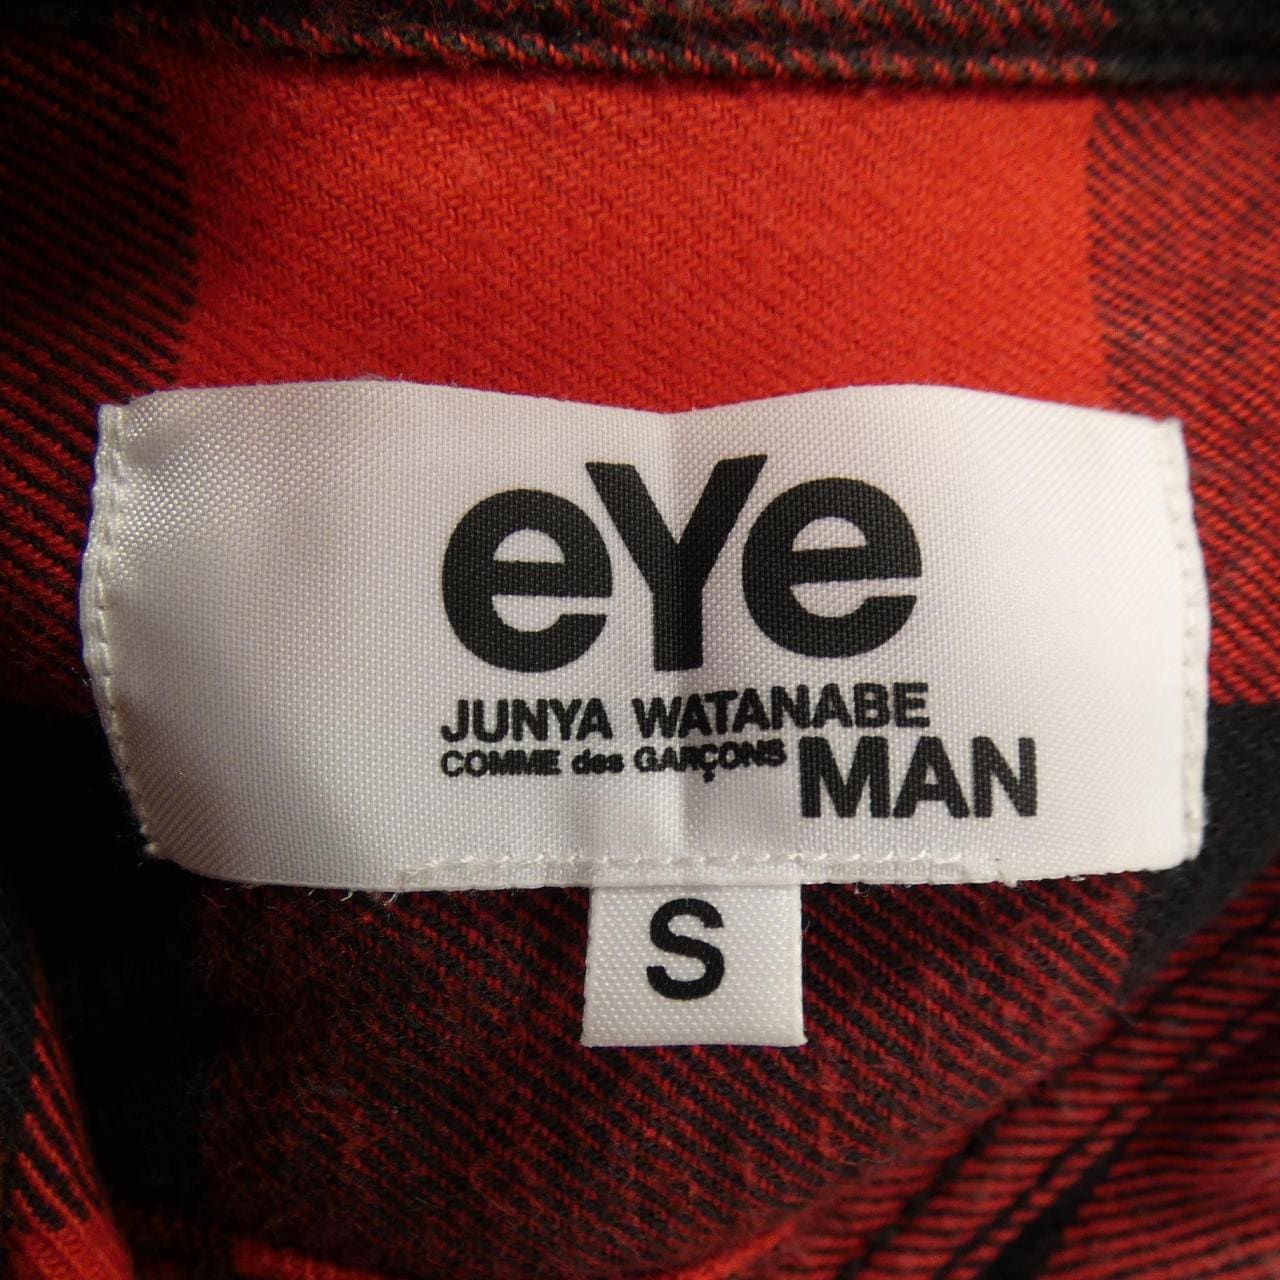 eYe
JUNYA WATANABE
COMME des GARÇONS MAN
S